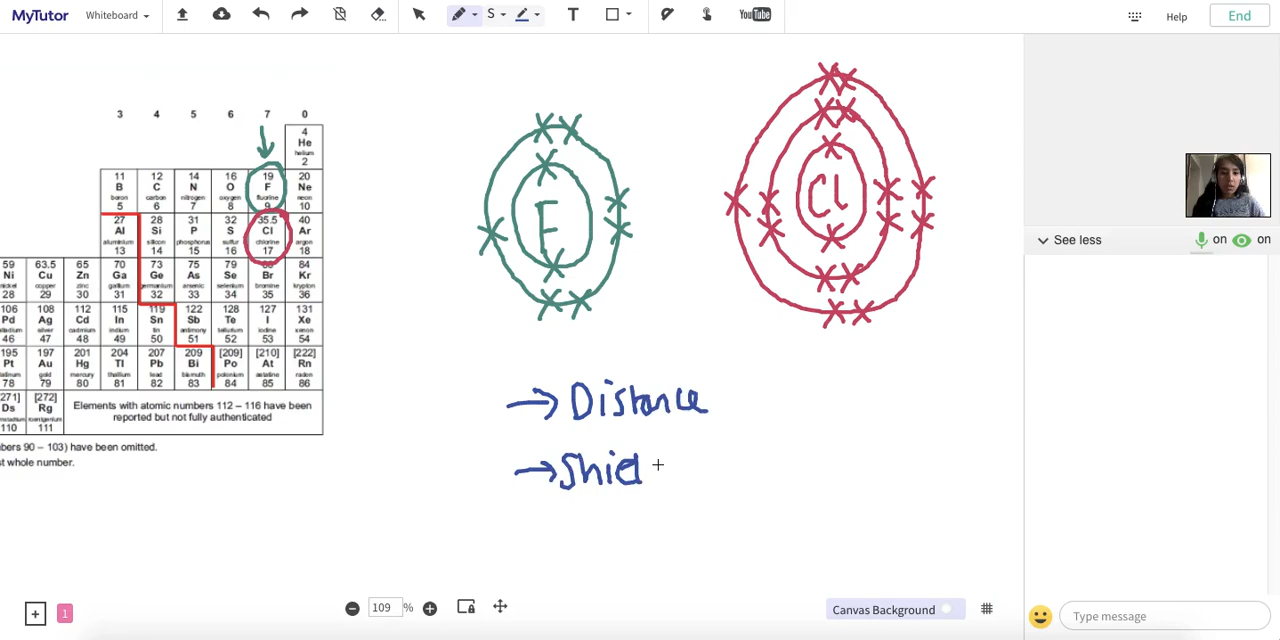 MyTutor
Whiteboard
S
T
YouTube
Help
End
3 4 5 6 7 0
4
He
helium
2
11 12 14 16 19 20
B C N O F Ne
boron carbon nitrogen oxygen fluorine neon
5 6 7 8 9 10
27 28 31 32 35.5 40
Al Si P S Cl Ar
aluminium silicon phosphorus sulfur chlorine argon
13 14 15 16 17 18
59 63.5 65 70 73 75 79 80 84
Ni Cu Zn Ga Ge As Se Br Kr
nickel copper zinc gallium germanium arsenic selenium bromine krypton
28 29 30 31 32 33 34 35 36
106 108 112 115 119 122 128 127 131
Pd Ag Cd In Sn Sb Te I Xe
silver cadmium indium tin antimony tellurium iodine xenon
46 47 48 49 50 51 52 53 54
195 197 201 204 207 209 [209] [210] [222]
Pt Au Hg Tl Pb Bi Po At Rn
gold mercury thallium lead bismuth polonium astatine radon
78 79 80 81 82 83 84 85 86
271] [272]
Ds Rg
110 111
Elements with atomic numbers 112 – 116 have been
reported but not fully authenticated
bers 90 – 103) have been omitted.
st whole number.
F
Cl
→ Distance
→ Shiel
See less
on
on
1
109 %
Canvas Background
Type message